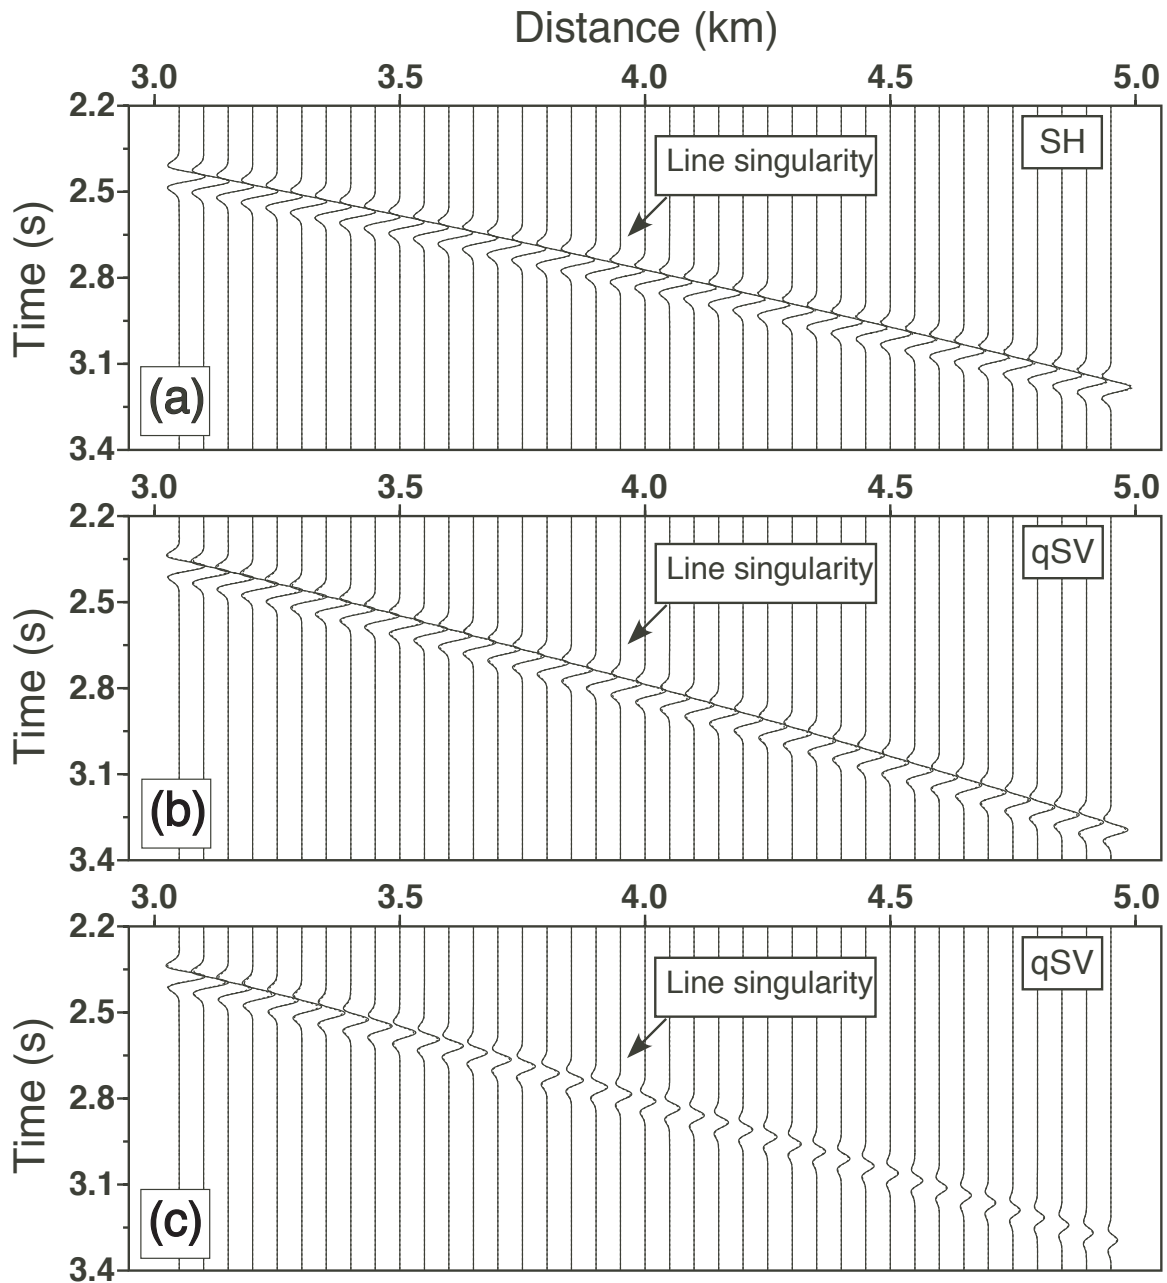 Distance (km)
3.0 3.5 4.0 4.5 5.0
2.2
SH
Line singularity
2.5
Time (s)
2.8
3.1
(a)
3.4
3.0 3.5 4.0 4.5 5.0
2.2
qSV
Line singularity
2.5
Time (s)
2.8
3.1
(b)
3.4
3.0 3.5 4.0 4.5 5.0
2.2
qSV
Line singularity
2.5
Time (s)
2.8
3.1
(c)
3.4